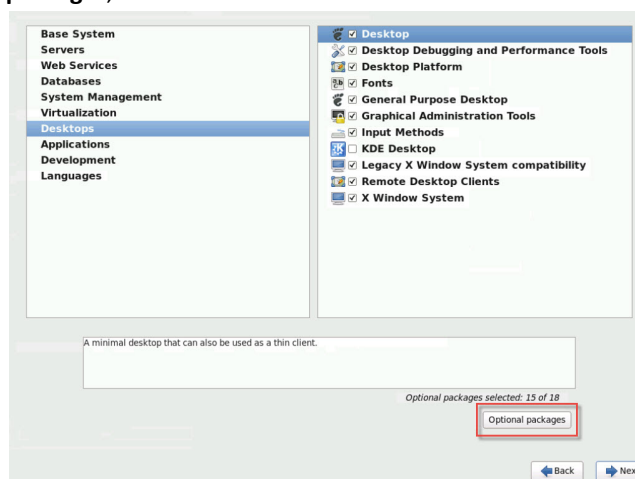 Base System
Servers
Web Services
Databases
System Management
Virtualization
Desktops
Applications
Development
Languages
Desktop
Desktop Debugging and Performance Tools
Desktop Platform
Fonts
General Purpose Desktop
Graphical Administration Tools
Input Methods
KDE Desktop
Legacy X Window System compatibility
Remote Desktop Clients
X Window System
A minimal desktop that can also be used as a thin client.
Optional packages selected: 15 of 18
Optional packages
Back
Nex